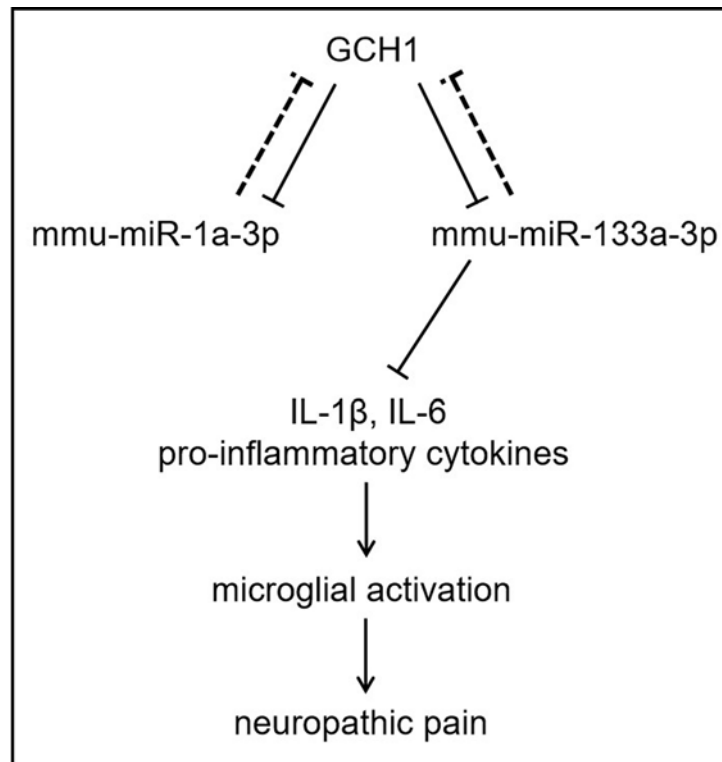 GCH1
mmu-miR-1a-3p
mmu-miR-133a-3p
IL-1β, IL-6
pro-inflammatory cytokines
microglial activation
neuropathic pain